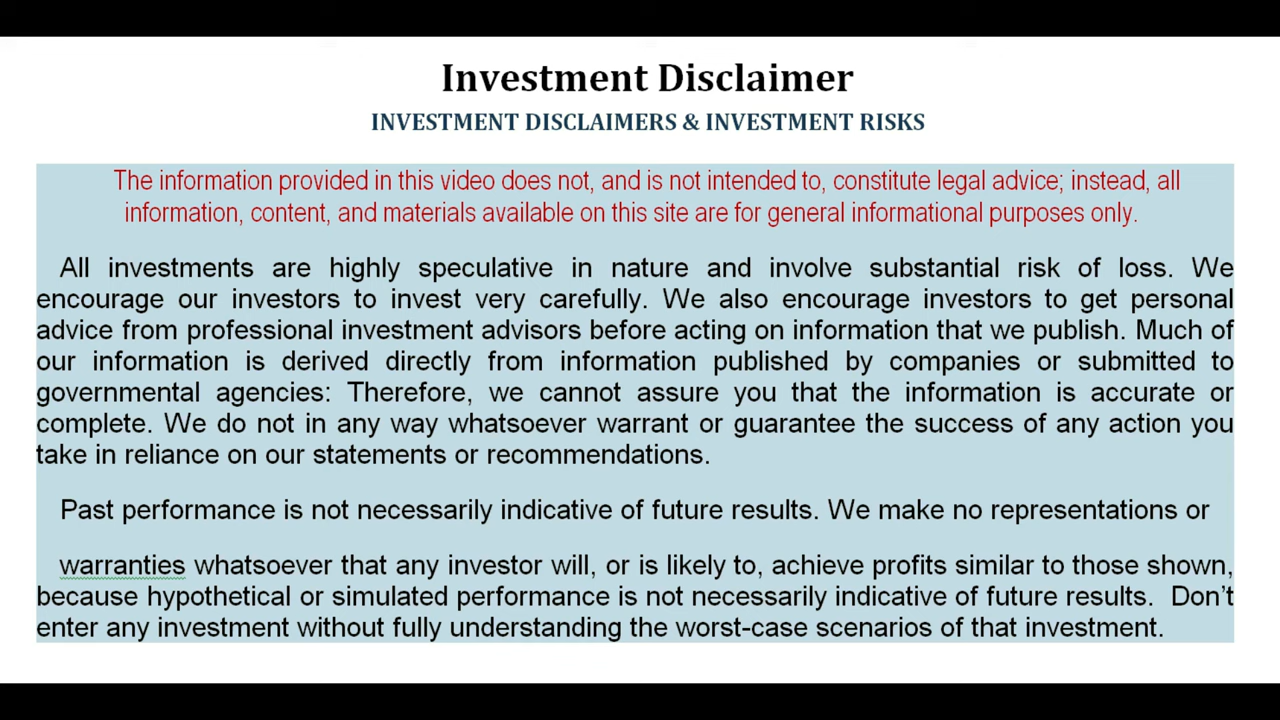 Investment Disclaimer
INVESTMENT DISCLAIMERS & INVESTMENT RISKS
The information provided in this video does not, and is not intended to, constitute legal advice; instead, all
information, content, and materials available on this site are for general informational purposes only.
All investments are highly speculative in nature and involve substantial risk of loss. We
encourage our investors to invest very carefully. We also encourage investors to get personal
advice from professional investment advisors before acting on information that we publish. Much of
our information is derived directly from information published by companies or submitted to
governmental agencies: Therefore, we cannot assure you that the information is accurate or
complete. We do not in any way whatsoever warrant or guarantee the success of any action you
take in reliance on our statements or recommendations.
Past performance is not necessarily indicative of future results. We make no representations or
warranties whatsoever that any investor will, or is likely to, achieve profits similar to those shown,
because hypothetical or simulated performance is not necessarily indicative of future results.  Don’t
enter any investment without fully understanding the worst-case scenarios of that investment.